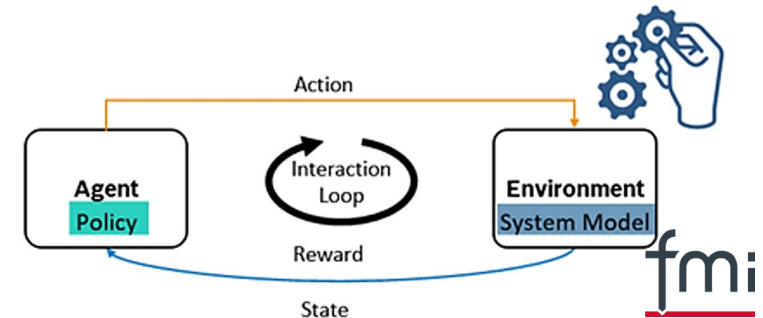 Action
Interaction
Loop
Agent
Policy
Environment
System Model
Reward
State
fmi